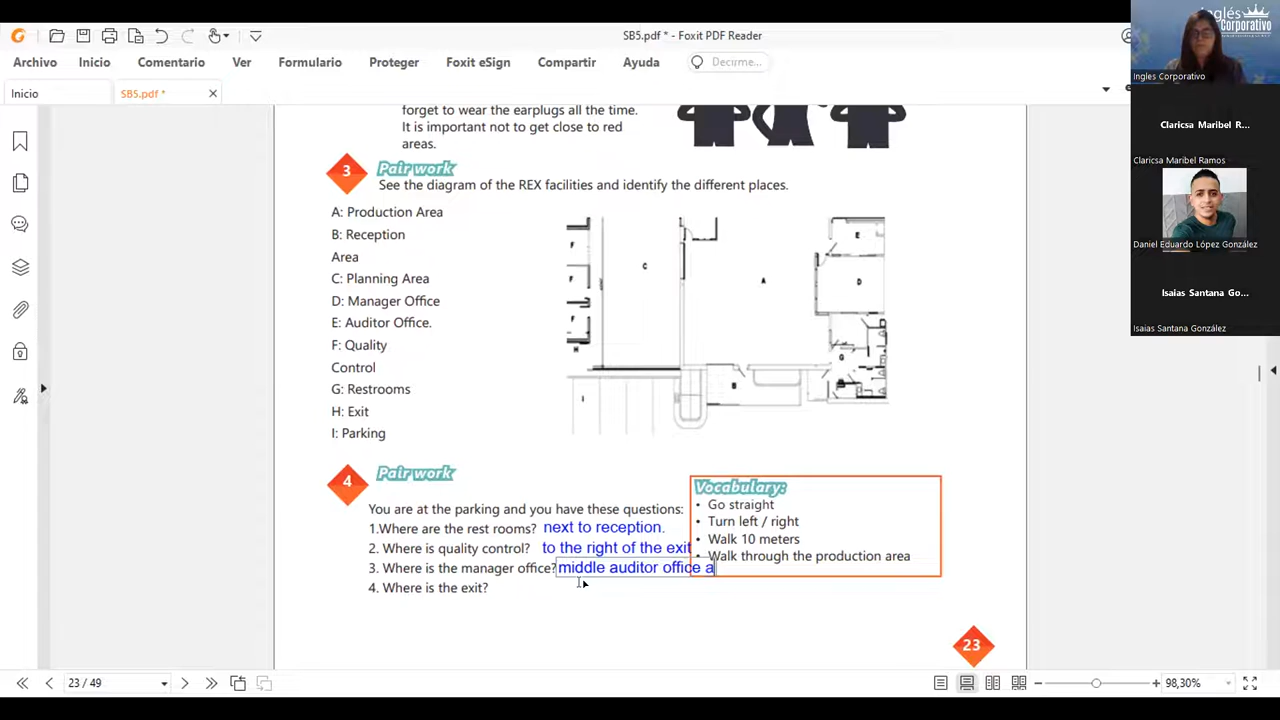 SB5.pdf * - Foxit PDF Reader
Inglés
Corporativo
Archivo Inicio Comentario Ver Formulario Proteger Foxit eSign Compartir Ayuda Decirme...
Ingles Corporativo
Inicio SB5.pdf *
forget to wear the earplugs all the time.
It is important not to get close to red
areas.
Claricsa Maribel R...
Claricsa Maribel Ramos
3 Pair work
See the diagram of the REX facilities and identify the different places.
A: Production Area
B: Reception
Area
C: Planning Area
D: Manager Office
E: Auditor Office.
F: Quality
Control
G: Restrooms
H: Exit
I: Parking
F
F
F
H
I
C
A
B
E
D
G
Daniel Eduardo López González
Isaias Santana Go...
Isaias Santana González
4 Pair work
You are at the parking and you have these questions:
1.Where are the rest rooms? next to reception.
2. Where is quality control? to the right of the exit
3. Where is the manager office? middle auditor office a
4. Where is the exit?
Vocabulary:
• Go straight
• Turn left / right
• Walk 10 meters
• Walk through the production area
23
23 / 49
98,30%